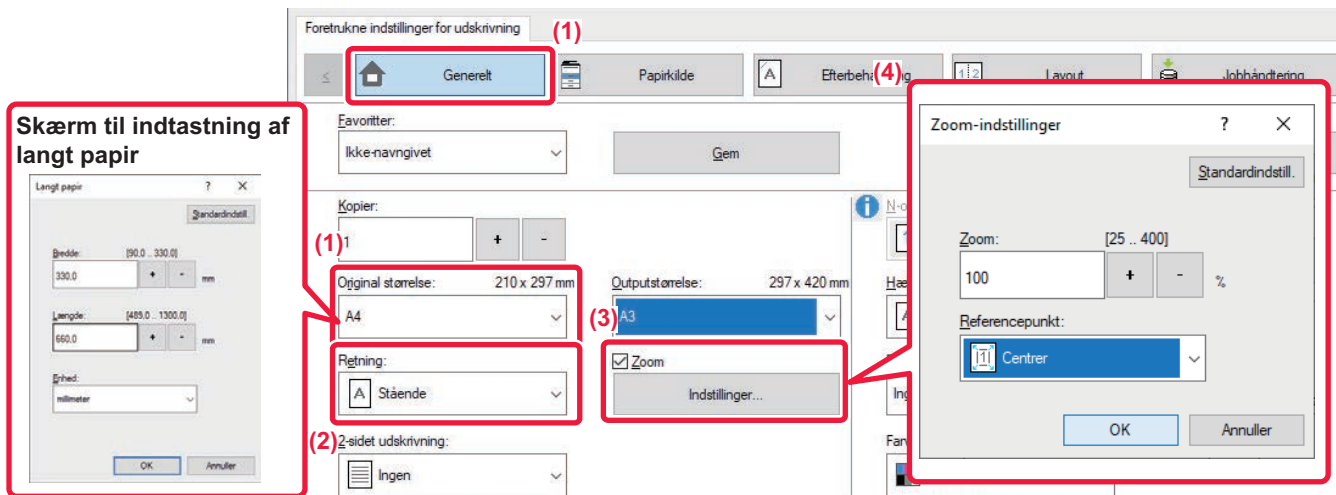 Foretrukne indstillinger for udskrivning
(1)
<
Generelt
Papirkilde
Efterbehandling
(4)
Layout
Jobhåndtering
Skærm til indtastning af
langt papir
Langt papir ? ×
Standardindstill.
Bredde: [90.0 .. 330.0]
330.0 + - mm
Længde: [489.0 .. 1300.0]
660.0 + - mm
Enhed:
millimeter
OK Annuller
Favoritter:
Ikke-navngivet
Gem
Kopier:
1 + -
(1)
Original størrelse: 210 x 297 mm
A4
Retning:
A Stående
(2)
2-sidet udskrivning:
Ingen
Outputstørrelse: 297 x 420 mm
(3)
A3
Zoom
Indstillinger...
Zoom-indstillinger ? ×
Standardindstill.
Zoom: [25 .. 400]
100 + - %
Referencepunkt:
1 Centrer
OK Annuller